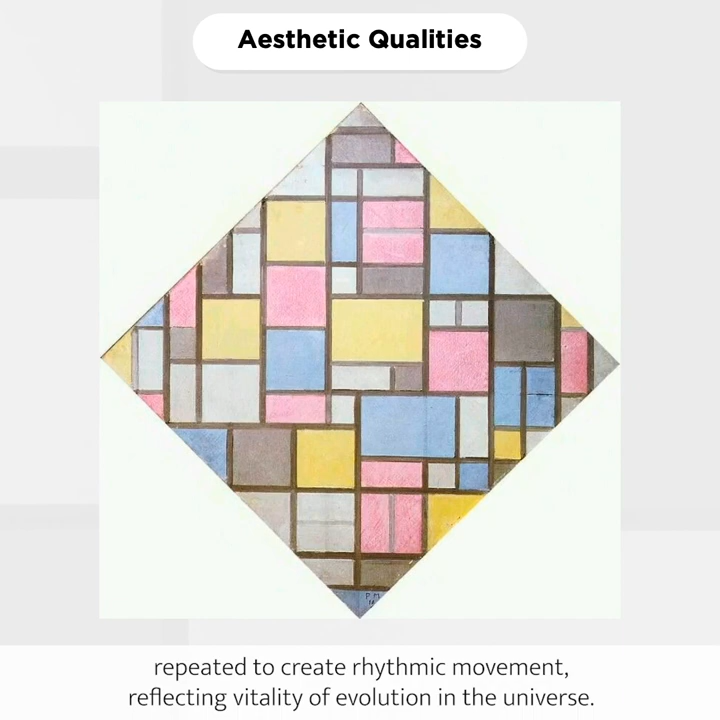 Aesthetic Qualities
P M
repeated to create rhythmic movement,
reflecting vitality of evolution in the universe.